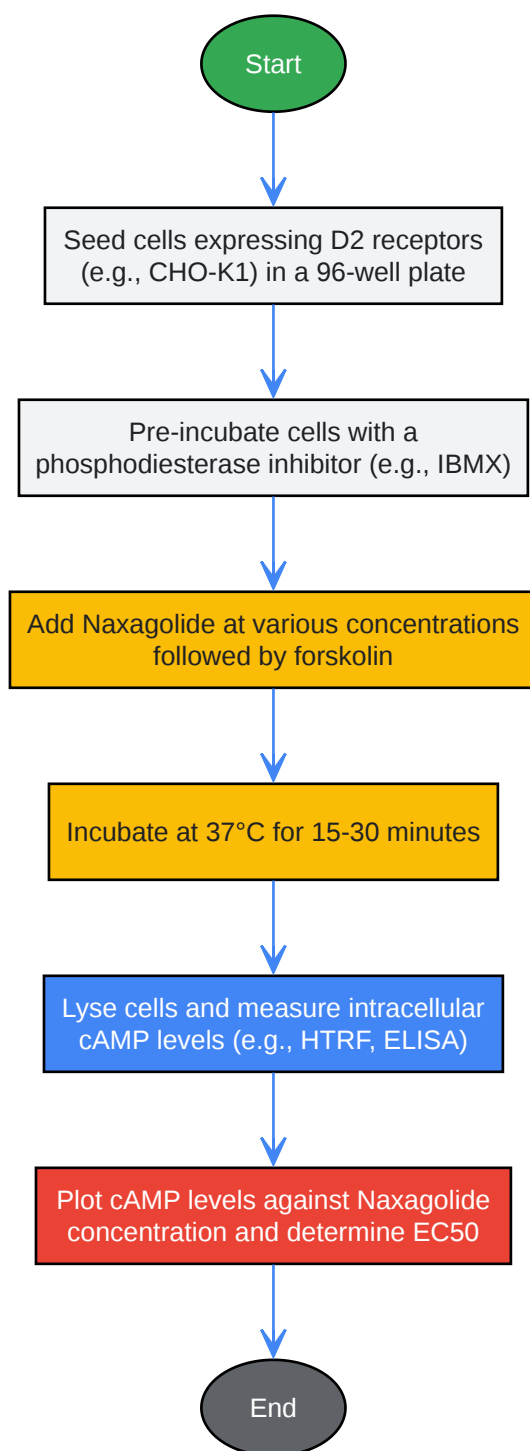 Start
Seed cells expressing D2 receptors
(e.g., CHO-K1) in a 96-well plate
Pre-incubate cells with a
phosphodiesterase inhibitor (e.g., IBMX)
Add Naxagolide at various concentrations
followed by forskolin
Incubate at 37°C for 15-30 minutes
Lyse cells and measure intracellular
cAMP levels (e.g., HTRF, ELISA)
Plot cAMP levels against Naxagolide
concentration and determine EC50
End